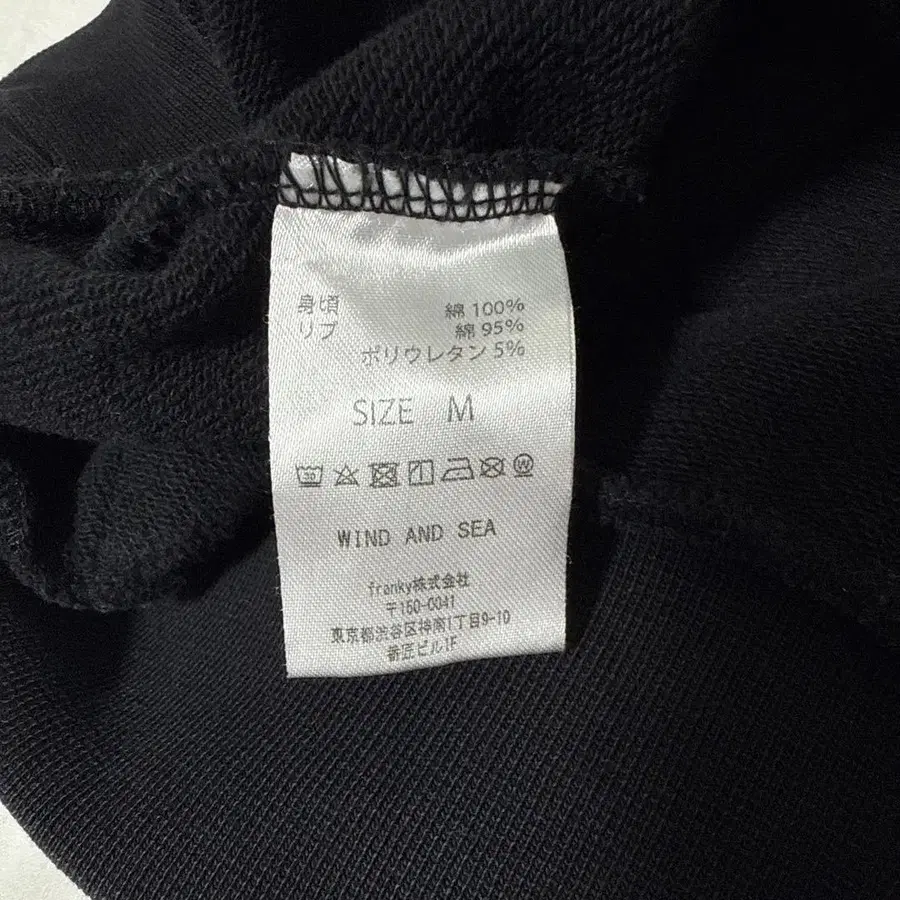 身頃 綿 100%
リブ 綿 95%
ポリウレタン 5%
SIZE M
WIND AND SEA
franky株式会社
〒150-0041
東京都渋谷区神南1丁目9-10
番匠ビル1F